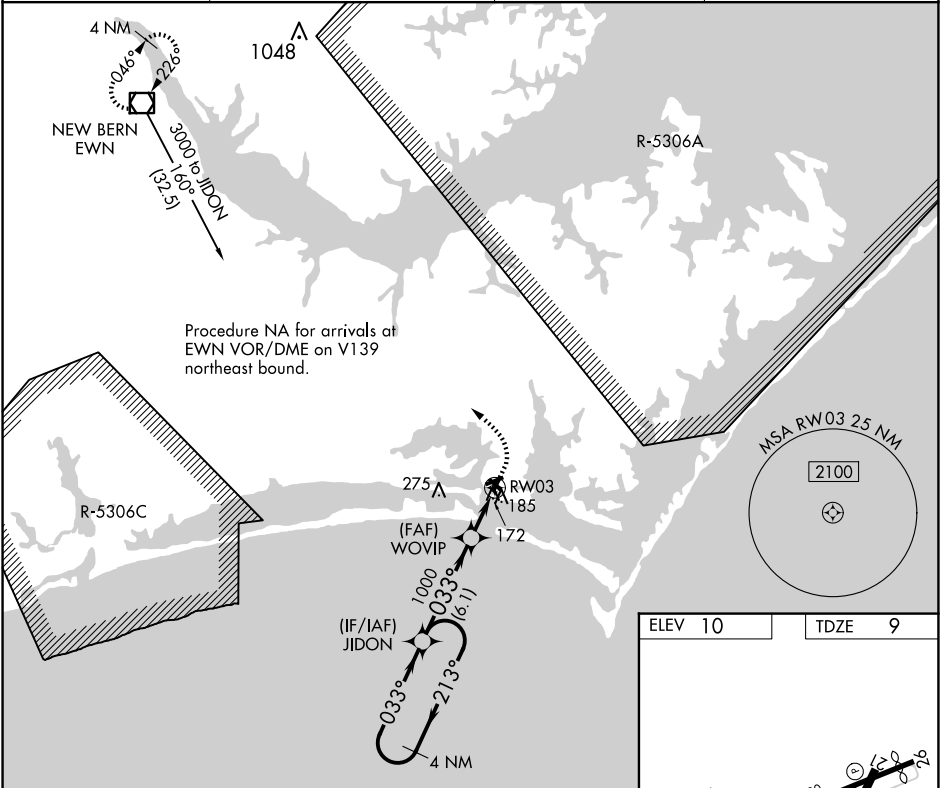 4 NM
046°
226°
1048
NEW BERN
EWN
3000 to JIDON
160°
(32.5)
R-5306A
Procedure NA for arrivals at
EWN VOR/DME on V139
northeast bound.
MSA RW03 25 NM
2100
R-5306C
275
RW03
185
(FAF)
WOVIP
172
1000
033°
(6.1)
(IF/IAF)
JIDON
033°
213°
4 NM
ELEV 10
TDZE 9
P
21
26